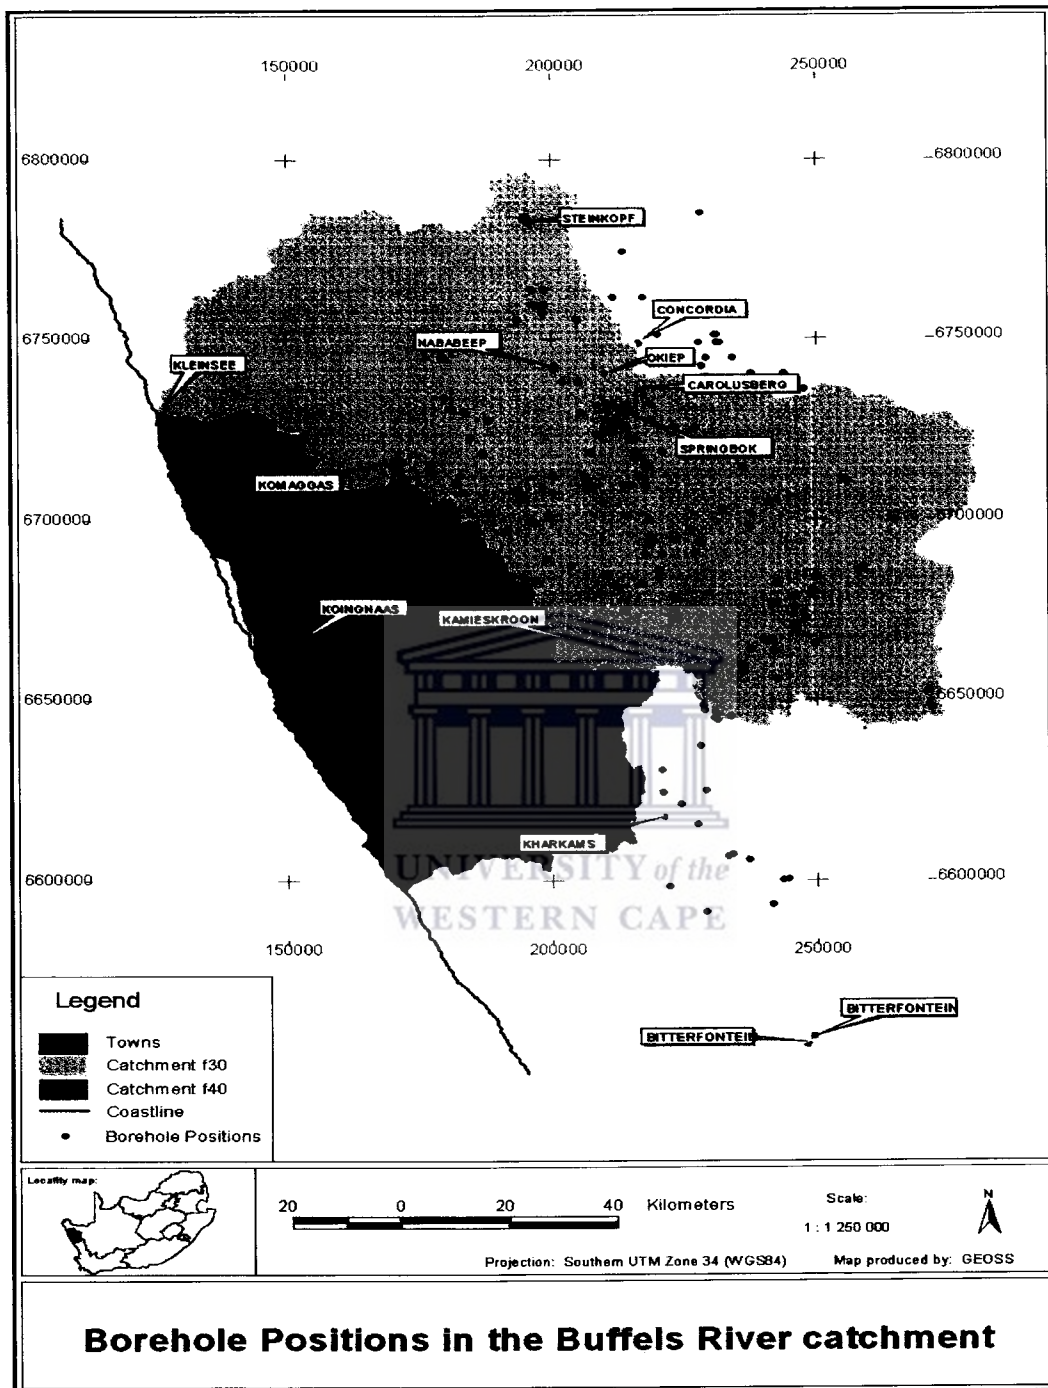 150000 200000 250000
6800000 6800000
STEINKOPF
CONCORDIA
6750000 6750000
NABABEEP
OKIEP
KLEINSEE
CAROLUSBERG
SPRINGBOK
KOMAGGAS
6700000 6700000
KOINGNAAS
KAMIESKROON
6650000 6650000
KHARKAMS
UNIVERSITY of the
6600000 6600000
WESTERN CAPE
150000 200000 250000
Legend
Towns
Catchment f30
Catchment f40
Coastline
Borehole Positions
BITTERFONTEIN
BITTERFONTEIN
Locality map:
20 0 20 40 Kilometers
Scale:
1 : 1 250 000
N
Projection: Southern UTM Zone 34 (WGS84) Map produced by: GEOSS
Borehole Positions in the Buffels River catchment